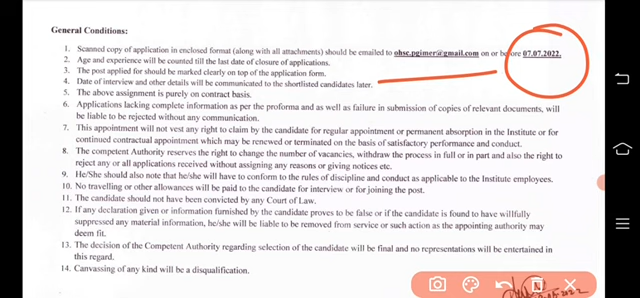 General Conditions:
1. Scanned copy of application in enclosed format (along with all attachments) should be emailed to ohsc.pgimer@gmail.com on or before 07.07.2022.
2. Age and experience will be counted till the last date of closure of applications.
3. The post applied for should be marked clearly on top of the application form.
4. Date of interview and other details will be communicated to the shortlisted candidates later.
5. The above assignment is purely on contract basis.
6. Applications lacking complete information as per the proforma and as well as failure in submission of copies of relevant documents, will
be liable to be rejected without any communication.
7. This appointment will not vest any right to claim by the candidate for regular appointment or permanent absorption in the Institute or for
continued contractual appointment which may be renewed or terminated on the basis of satisfactory performance and conduct.
8. The competent Authority reserves the right to change the number of vacancies, withdraw the process in full or in part and also the right to
reject any or all applications received without assigning any reasons or giving notices etc.
9. He/She should also note that he/she will have to conform to the rules of discipline and conduct as applicable to the Institute employees.
10. No travelling or other allowances will be paid to the candidate for interview or for joining the post.
11. The candidate should not have been convicted by any Court of Law.
12. If any declaration given or information furnished by the candidate proves to be false or if the candidate is found to have willfully
suppressed any material information, he/she will be liable to be removed from service or such action as the appointing authority may
deem fit.
13. The decision of the Competent Authority regarding selection of the candidate will be final and no representations will be entertained in
this regard.
14. Canvassing of any kind will be a disqualification.